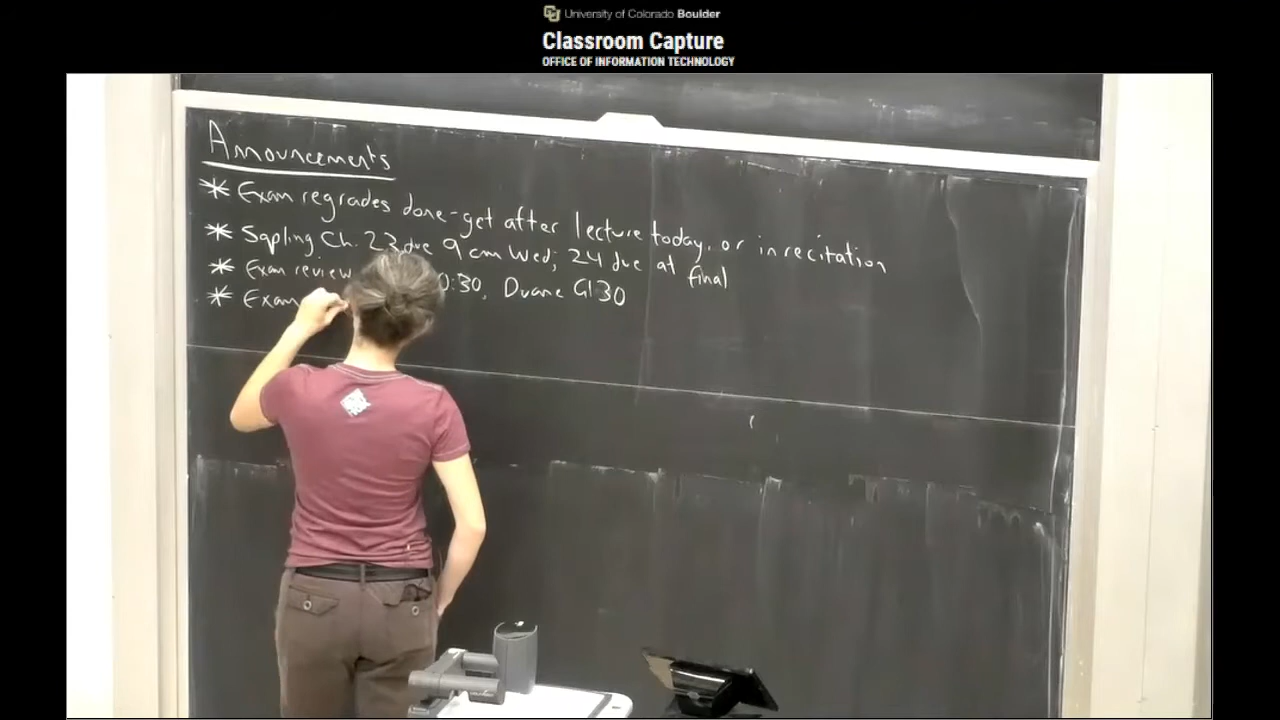 University of Colorado Boulder
Classroom Capture
OFFICE OF INFORMATION TECHNOLOGY
Announcements
* Exam regrades done-get after lecture today, or in recitation
* Sapling Ch. 23 due 9 am Wed; 24 due at final
* Exam review 0:30, Duane G130
* Exam